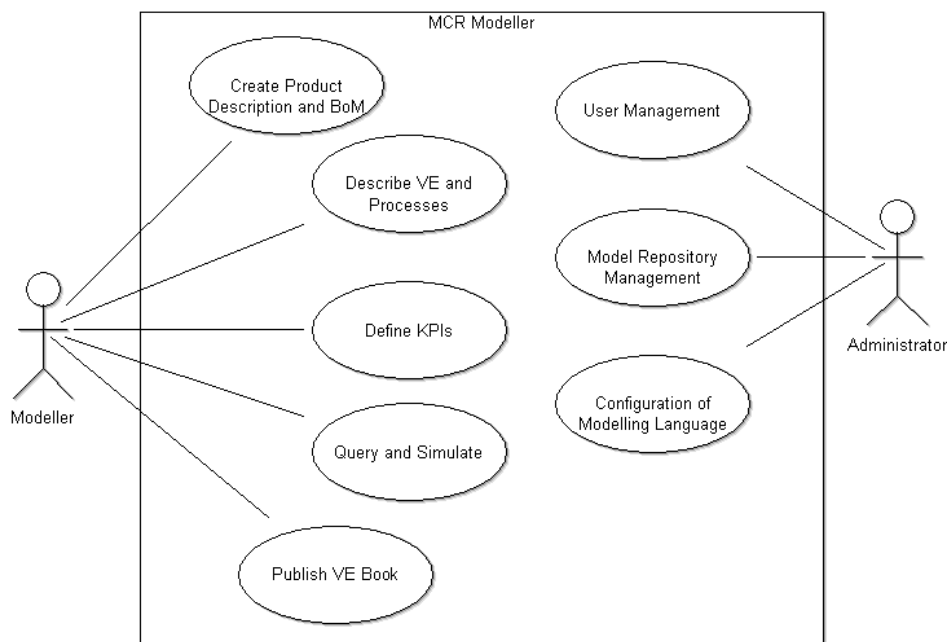 MCR Modeller
Create Product
Description and BoM
User Management
Describe VE and
Processes
Model Repository
Management
Define KPIs
Administrator
Modeller
Configuration of
Modelling Language
Query and Simulate
Publish VE Book